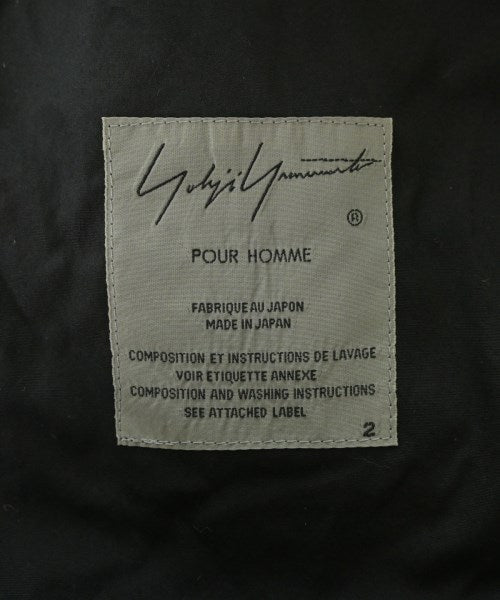 Yohji Yamamoto
®
POUR HOMME
FABRIQUE AU JAPON
MADE IN JAPAN
COMPOSITION ET INSTRUCTIONS DE LAVAGE
VOIR ETIQUETTE ANNEXE
COMPOSITION AND WASHING INSTRUCTIONS
SEE ATTACHED LABEL
2